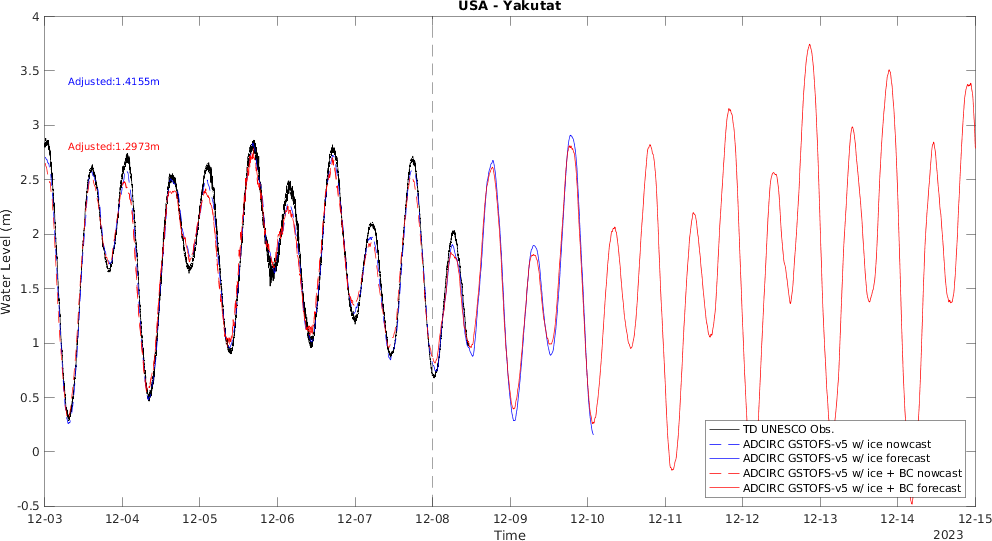 USA - Yakutat
4
3.5
3
2.5
2
1.5
1
0.5
0
-0.5
Water Level (m)
Adjusted:1.4155m
Adjusted:1.2973m
TD UNESCO Obs.
ADCIRC GSTOFS-v5 w/ ice nowcast
ADCIRC GSTOFS-v5 w/ ice forecast
ADCIRC GSTOFS-v5 w/ ice + BC nowcast
ADCIRC GSTOFS-v5 w/ ice + BC forecast
12-03 12-04 12-05 12-06 12-07 12-08 12-09 12-10 12-11 12-12 12-13 12-14 12-15
Time
2023